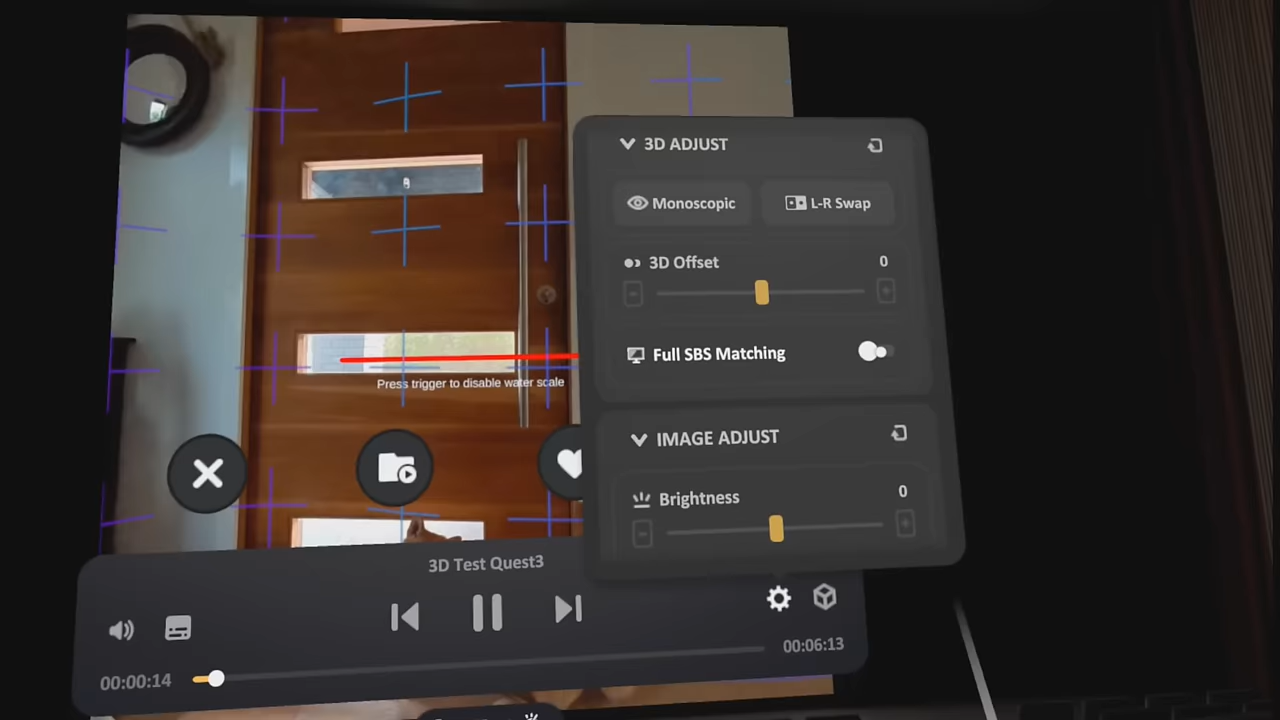 3D ADJUST
Monoscopic
L-R Swap
3D Offset
0
Full SBS Matching
Press trigger to disable water scale
IMAGE ADJUST
Brightness
0
3D Test Quest3
00:00:14
00:06:13